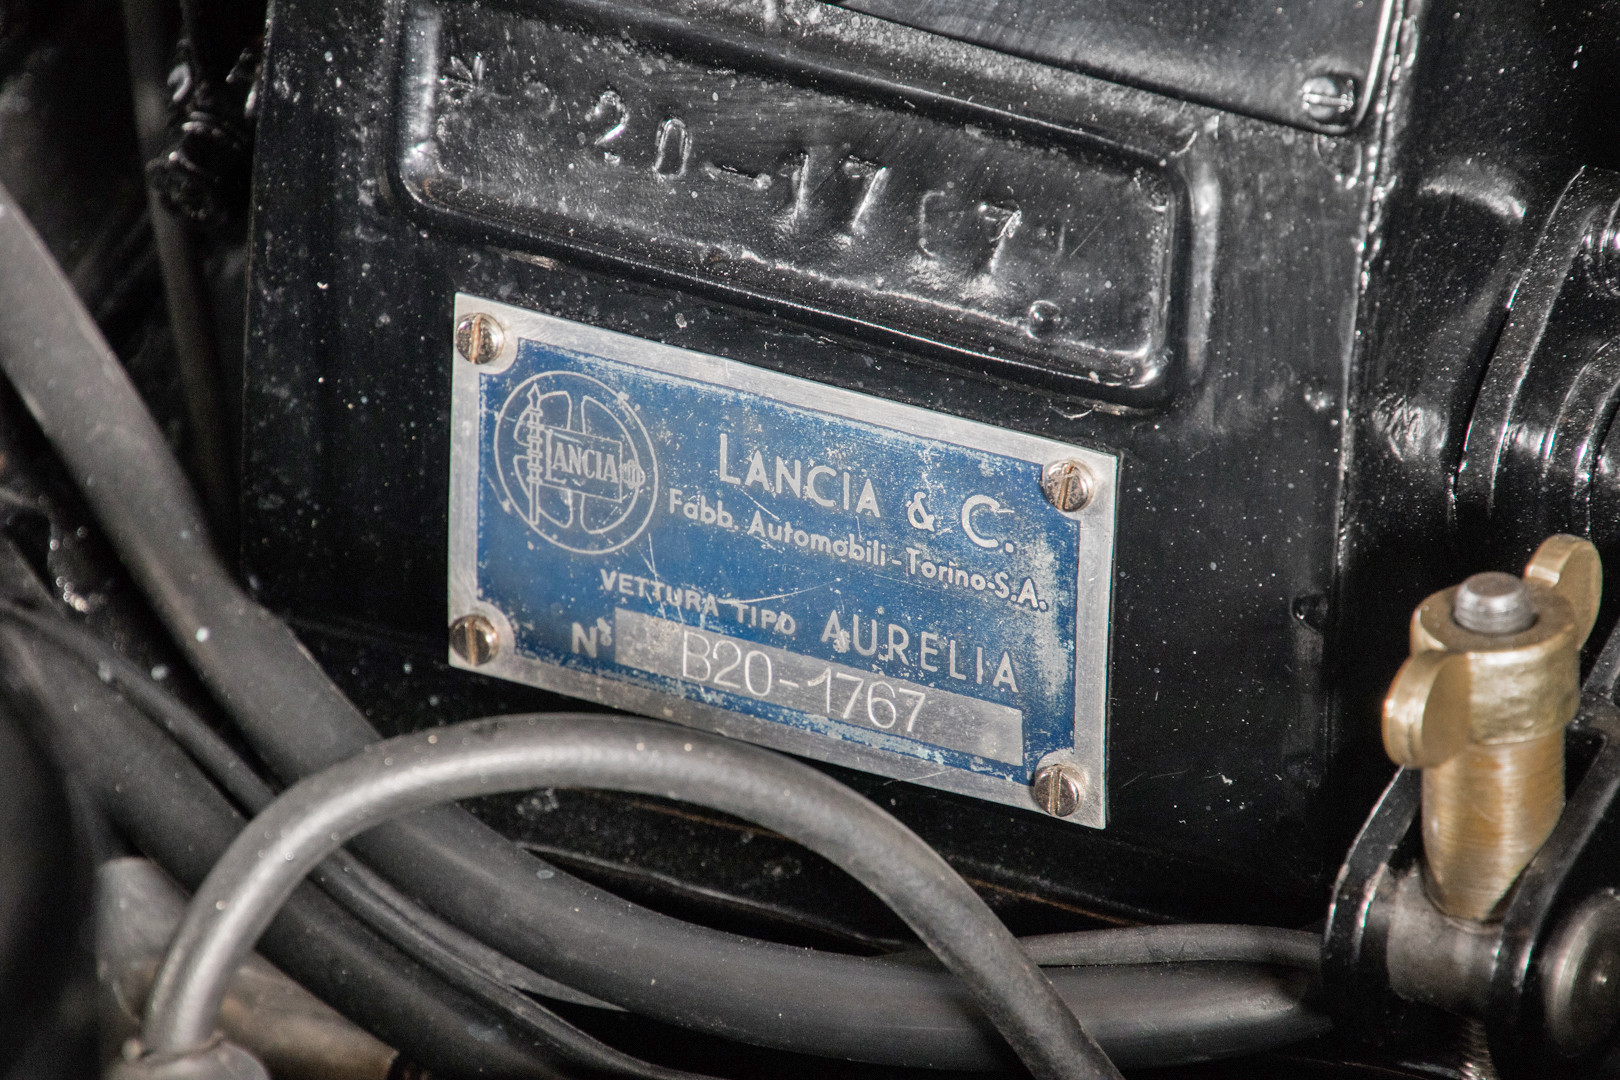 20-1767
LANCIA
LANCIA & C.
Fabb. Automobili-Torino-S.A.
VETTURA TIPO AURELIA
N° B20-1767